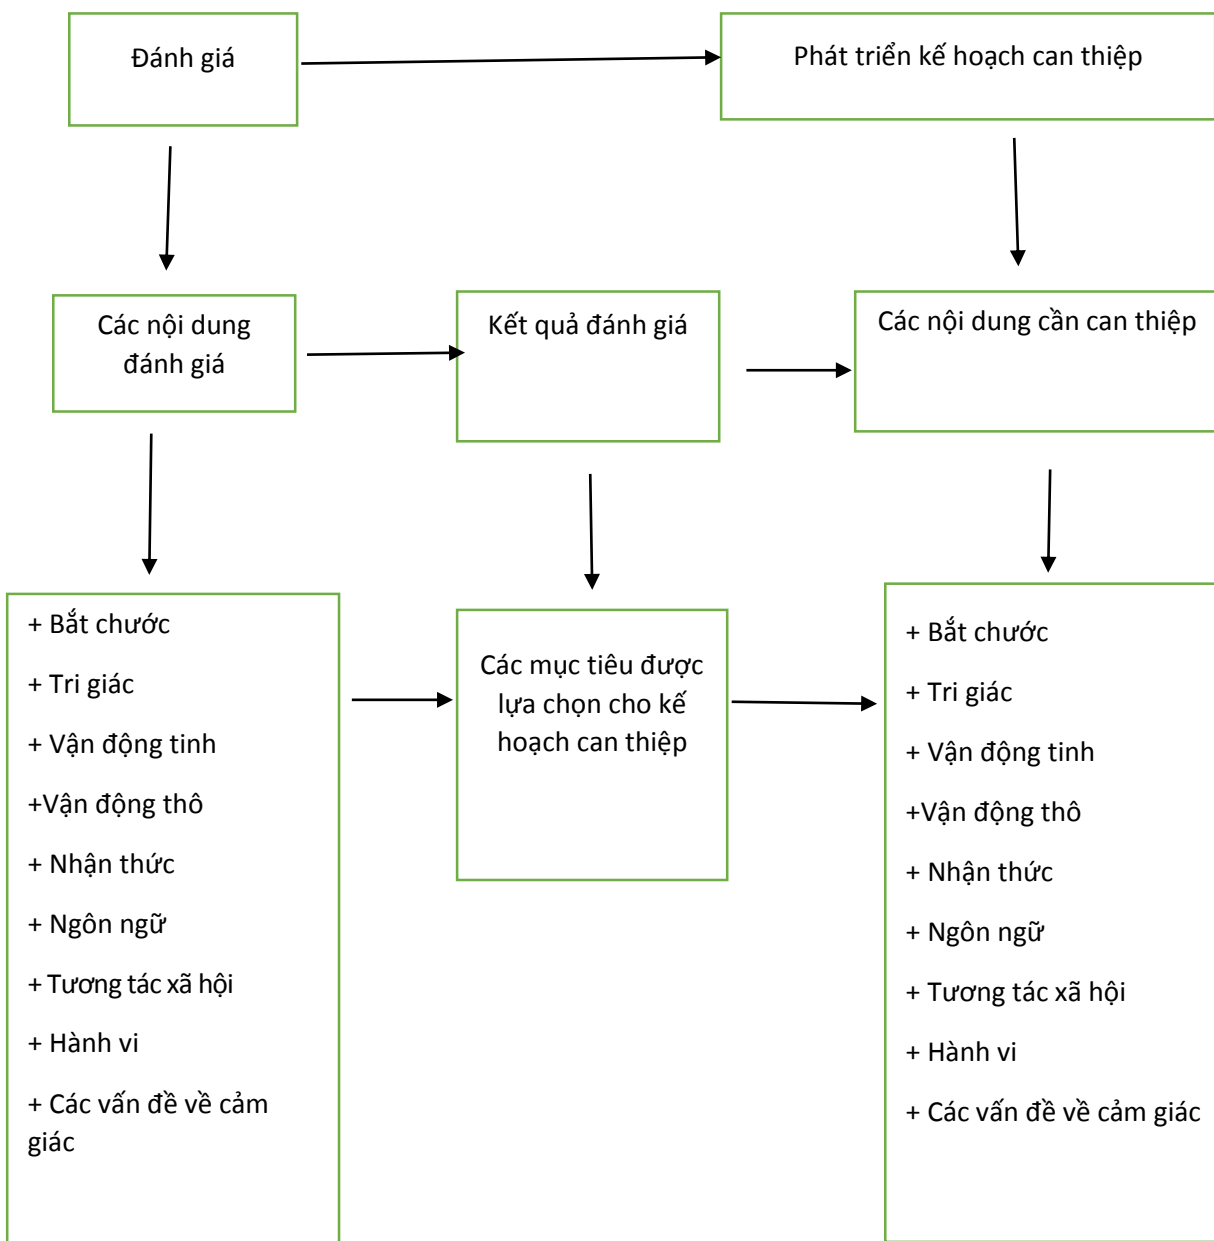 Đánh giá
Phát triển kế hoạch can thiệp
Các nội dung
đánh giá
Kết quả đánh giá
Các nội dung cần can thiệp
+ Bắt chước
+ Tri giác
+ Vận động tinh
+Vận động thô
+ Nhận thức
+ Ngôn ngữ
+ Tương tác xã hội
+ Hành vi
+ Các vấn đề về cảm
giác
Các mục tiêu được
lựa chọn cho kế
hoạch can thiệp
+ Bắt chước
+ Tri giác
+ Vận động tinh
+Vận động thô
+ Nhận thức
+ Ngôn ngữ
+ Tương tác xã hội
+ Hành vi
+ Các vấn đề về cảm giác